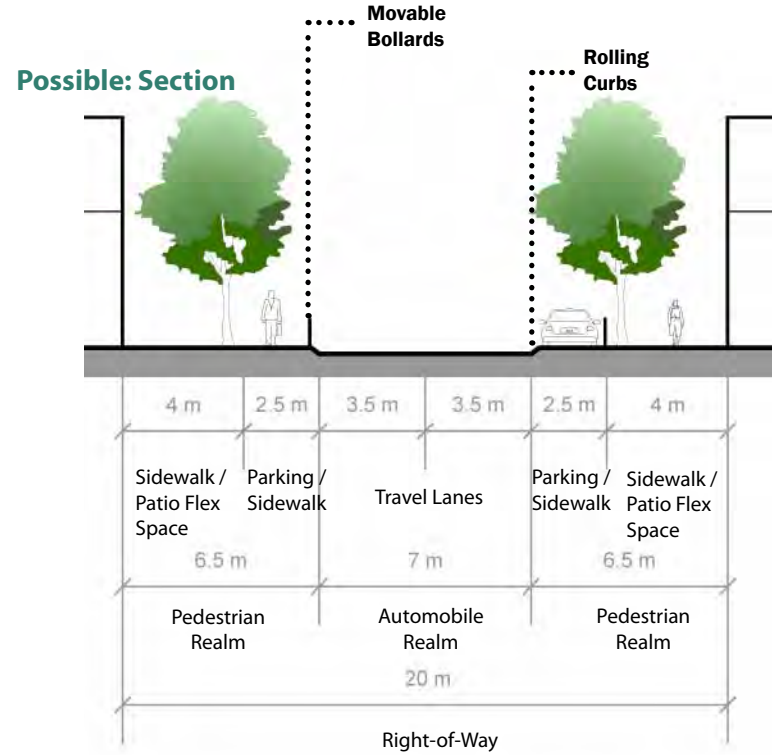 Movable
Bollards
Rolling
Curbs
Possible: Section
4 m 2.5 m 3.5 m 3.5 m 2.5 m 4 m
Sidewalk / Parking / Travel Lanes Parking / Sidewalk /
Patio Flex Sidewalk Sidewalk Patio Flex
Space Space
6.5 m 7 m 6.5 m
Pedestrian Automobile Pedestrian
Realm Realm Realm
20 m
Right-of-Way